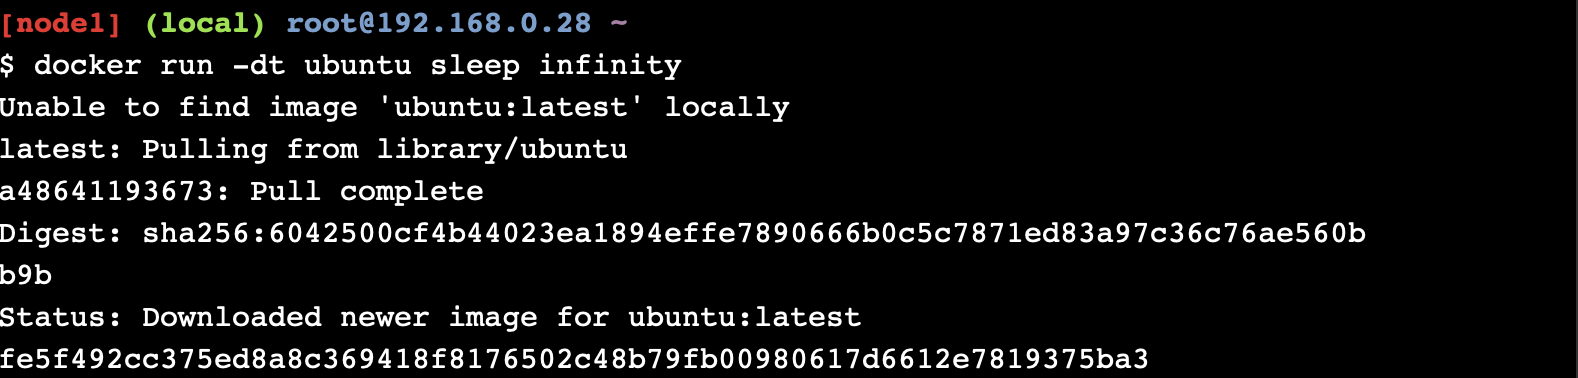 [node1] (local) root@192.168.0.28 ~
$ docker run -dt ubuntu sleep infinity
Unable to find image 'ubuntu:latest' locally
latest: Pulling from library/ubuntu
a48641193673: Pull complete
Digest: sha256:6042500cf4b44023ea1894effe7890666b0c5c7871ed83a97c36c76ae560b
b9b
Status: Downloaded newer image for ubuntu:latest
fe5f492cc375ed8a8c369418f8176502c48b79fb00980617d6612e7819375ba3